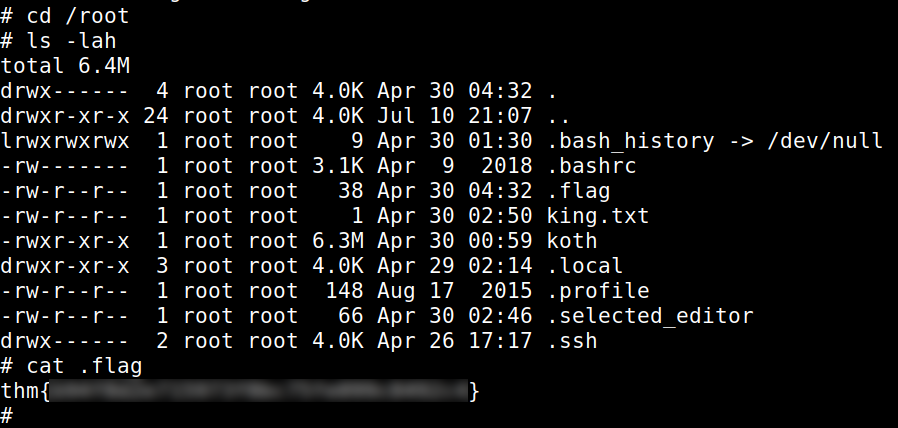 # cd /root
# ls -lah
total 6.4M
drwx------  4 root root 4.0K Apr 30 04:32 .
drwxr-xr-x 24 root root 4.0K Jul 10 21:07 ..
lrwxrwxrwx  1 root root    9 Apr 30 01:30 .bash_history -> /dev/null
-rw-------  1 root root 3.1K Apr  9  2018 .bashrc
-rw-r--r--  1 root root   38 Apr 30 04:32 .flag
-rw-r--r--  1 root root    1 Apr 30 02:50 king.txt
-rwxr-xr-x  1 root root 6.3M Apr 30 00:59 koth
drwxr-xr-x  3 root root 4.0K Apr 29 02:14 .local
-rw-r--r--  1 root root  148 Aug 17  2015 .profile
-rw-r--r--  1 root root   66 Apr 30 02:46 .selected_editor
drwx------  2 root root 4.0K Apr 26 17:17 .ssh
# cat .flag
thm{ }
#